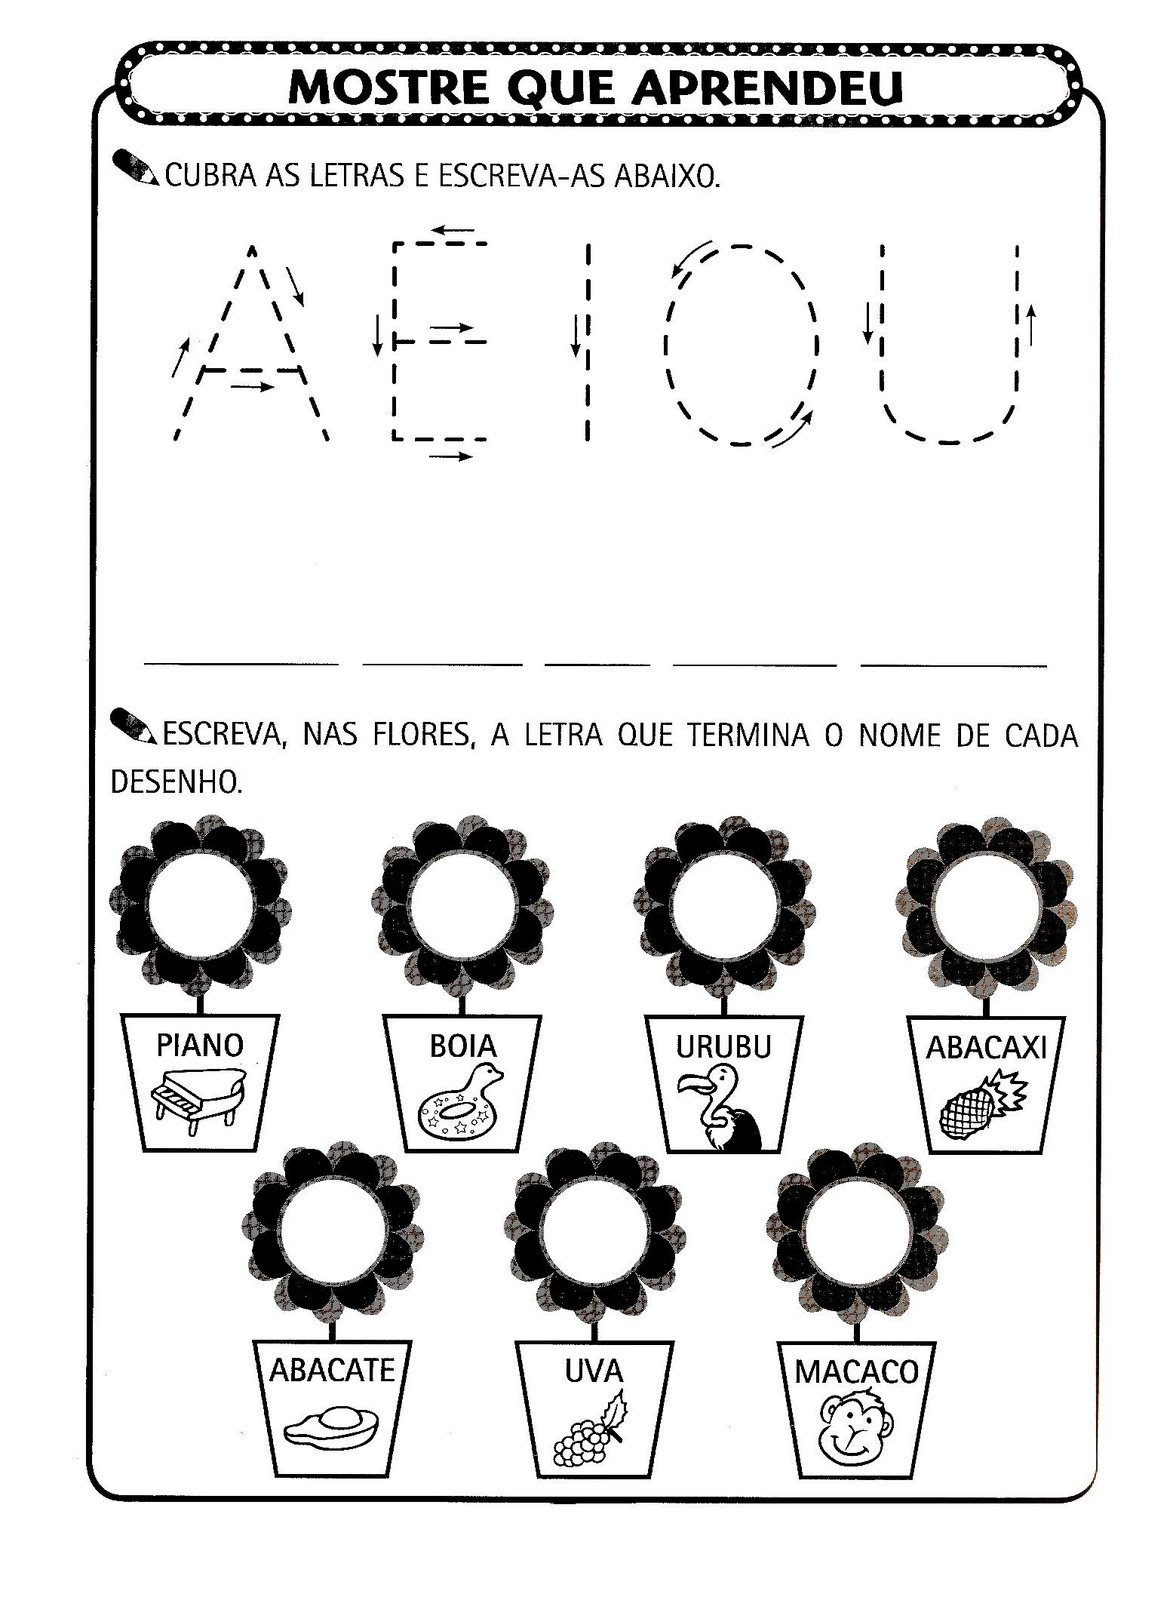 MOSTRE QUE APRENDEU
CUBRA AS LETRAS E ESCREVA-AS ABAIXO.
A E I O U
ESCREVA, NAS FLORES, A LETRA QUE TERMINA O NOME DE CADA
DESENHO.
PIANO BOIA URUBU ABACAXI
ABACATE UVA MACACO